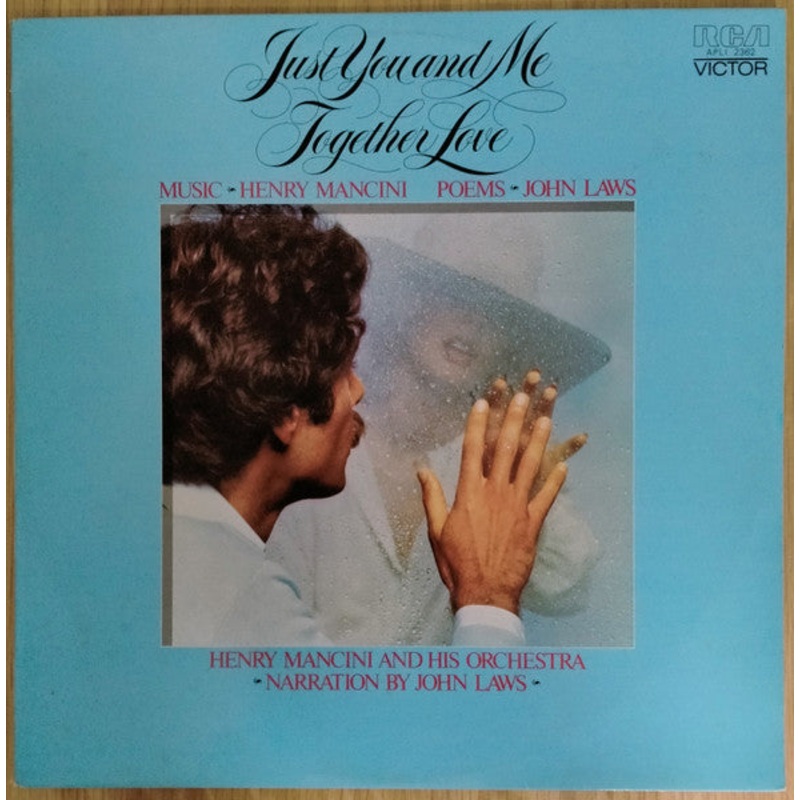 Just You and Me
Together Love
RCA
APL1 2362
VICTOR
MUSIC • HENRY MANCINI POEMS • JOHN LAWS
HENRY MANCINI AND HIS ORCHESTRA
• NARRATION BY JOHN LAWS •